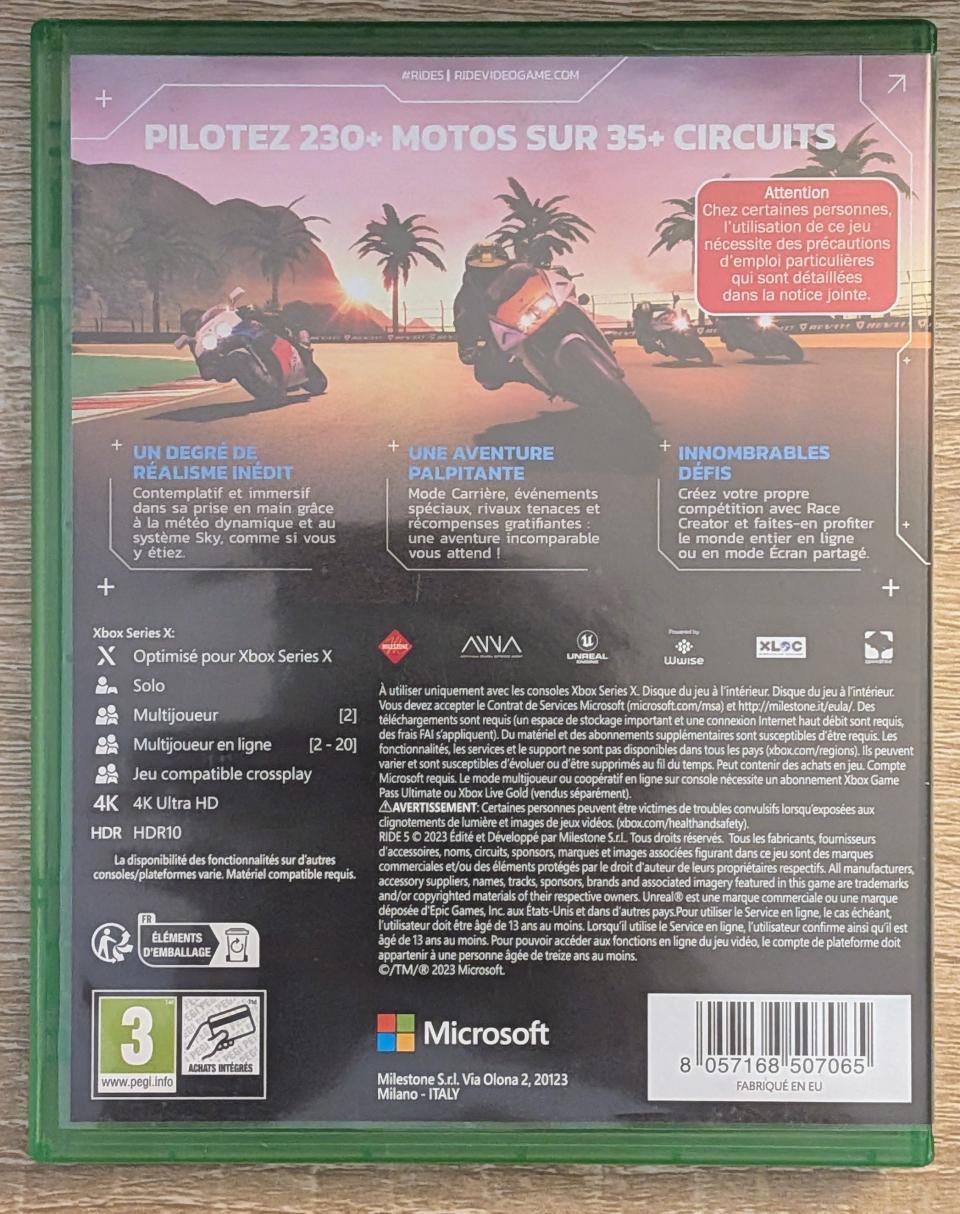 #RIDE5 | RIDEVIDEOGAME.COM
PILOTEZ 230+ MOTOS SUR 35+ CIRCUITS
Attention
Chez certaines personnes,
l'utilisation de ce jeu
nécessite des précautions
d'emploi particulières
qui sont détaillées
dans la notice jointe.
UN DEGRÉ DE
RÉALISME INÉDIT
Contemplatif et immersif
dans sa prise en main grâce
à la météo dynamique et au
système Sky, comme si vous
y étiez.
UNE AVENTURE
PALPITANTE
Mode Carrière, événements
spéciaux, rivaux tenaces et
récompenses gratifiantes :
une aventure incomparable
vous attend !
INNOMBRABLES
DÉFIS
Créez votre propre
compétition avec Race
Creator et faites-en profiter
le monde entier en ligne
ou en mode Écran partagé.
Xbox Series X:
X Optimisé pour Xbox Series X
Solo
Multijoueur [2]
Multijoueur en ligne [2 - 20]
Jeu compatible crossplay
4K 4K Ultra HD
HDR HDR10
La disponibilité des fonctionnalités sur d'autres
consoles/plateformes varie. Matériel compatible requis.
FR
ÉLÉMENTS
D'EMBALLAGE
3
www.pegi.info
ACHATS INTÉGRÉS
MILESTONE
ANNA
UNREAL
ENGINE
Powered by
Wwise
XLOC
À utiliser uniquement avec les consoles Xbox Series X. Disque du jeu à l'intérieur. Disque du jeu à l'intérieur.
Vous devez accepter le Contrat de Services Microsoft (microsoft.com/msa) et http://milestone.it/eula/. Des
téléchargements sont requis (un espace de stockage important et une connexion Internet haut débit sont requis,
des frais FAI s'appliquent). Du matériel et des abonnements supplémentaires sont susceptibles d'être requis. Les
fonctionnalités, les services et le support ne sont pas disponibles dans tous les pays (xbox.com/regions). Ils peuvent
varier et sont susceptibles d'évoluer ou d'être supprimés au fil du temps. Peut contenir des achats en jeu. Compte
Microsoft requis. Le mode multijoueur ou coopératif en ligne sur console nécessite un abonnement Xbox Game
Pass Ultimate ou Xbox Live Gold (vendus séparément).
⚠AVERTISSEMENT: Certaines personnes peuvent être victimes de troubles convulsifs lorsqu'exposées aux
clignotements de lumière et images de jeux vidéos. (xbox.com/healthandsafety).
RIDE 5 © 2023 Édité et Développé par Milestone S.r.l. Tous droits réservés. Tous les fabricants, fournisseurs
d'accessoires, noms, circuits, sponsors, marques et images associées figurant dans ce jeu sont des marques
commerciales et/ou des éléments protégés par le droit d'auteur de leurs propriétaires respectifs. All manufacturers,
accessory suppliers, names, tracks, sponsors, brands and associated imagery featured in this game are trademarks
and/or copyrighted materials of their respective owners. Unreal® est une marque commerciale ou une marque
déposée d'Epic Games, Inc. aux États-Unis et dans d'autres pays.Pour utiliser le Service en ligne, le cas échéant,
l'utilisateur doit être âgé de 13 ans au moins. Lorsqu'il utilise le Service en ligne, l'utilisateur confirme ainsi qu'il est
âgé de 13 ans au moins. Pour pouvoir accéder aux fonctions en ligne du jeu vidéo, le compte de plateforme doit
appartenir à une personne âgée de treize ans au moins.
©/TM/® 2023 Microsoft.
Microsoft
Milestone S.r.l. Via Olona 2, 20123
Milano - ITALY
8 057168 507065
FABRIQUÉ EN EU